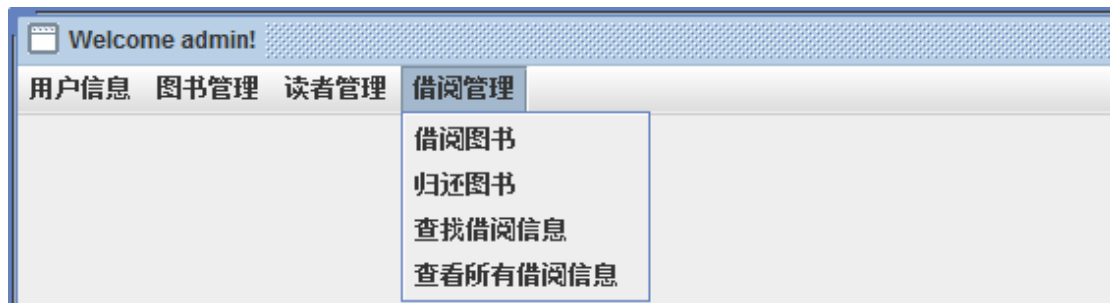 Welcome admin!
用户信息 图书管理 读者管理 借阅管理
借阅图书
归还图书
查找借阅信息
查看所有借阅信息